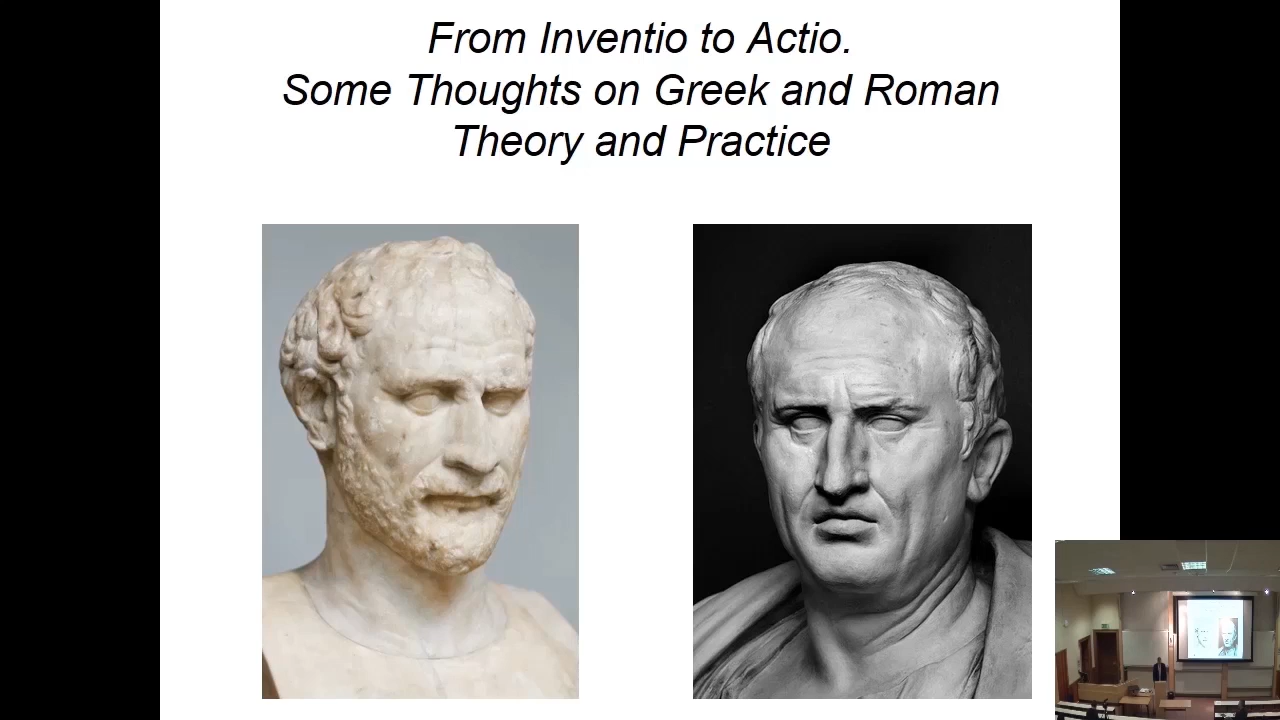 From Inventio to Actio.
Some Thoughts on Greek and Roman
Theory and Practice